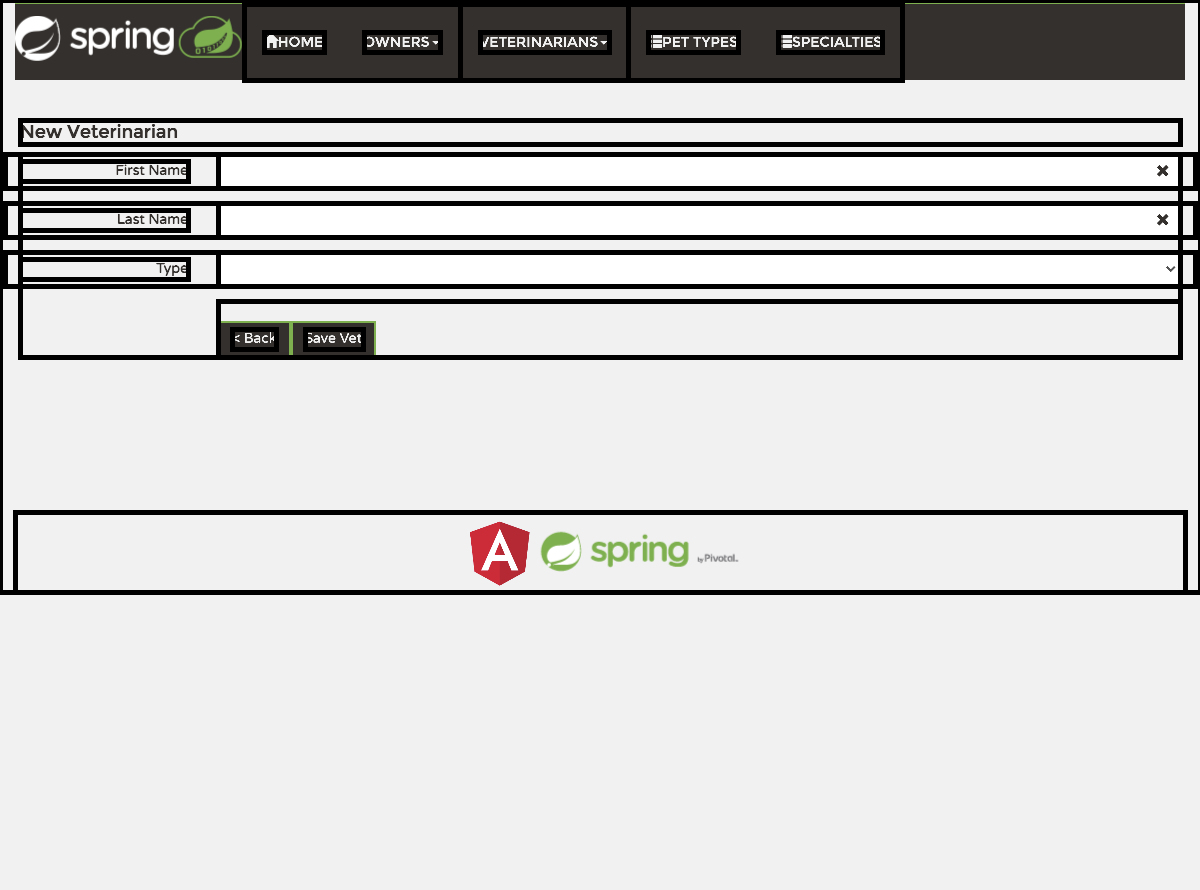 spring HOME OWNERS VETERINARIANS PET TYPES SPECIALTIES
New Veterinarian
First Name
Last Name
Type
< Back Save Vet
A spring by Pivotal.